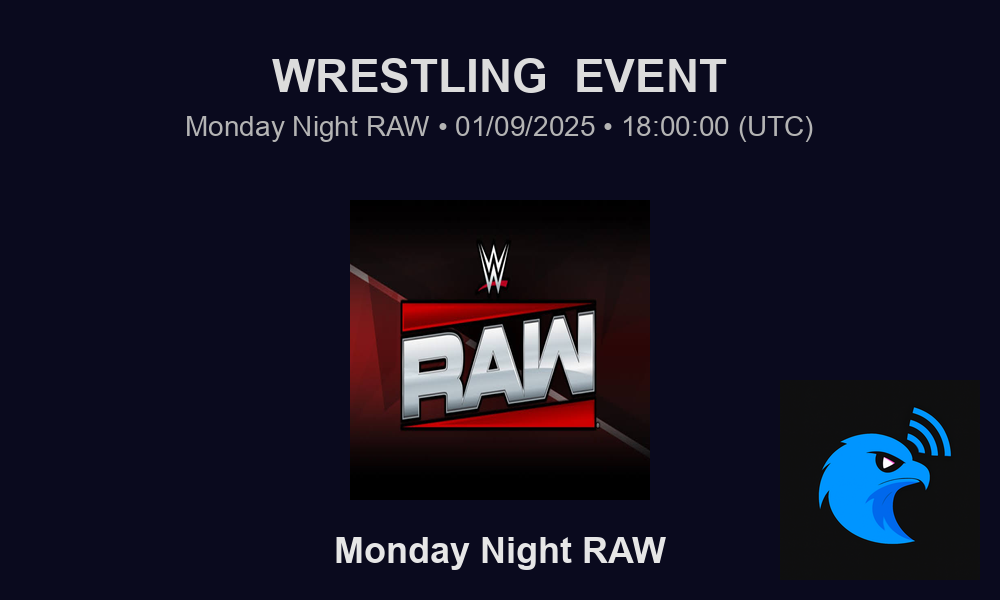 WRESTLING EVENT
Monday Night RAW • 01/09/2025 • 18:00:00 (UTC)
W
RAW
Monday Night RAW